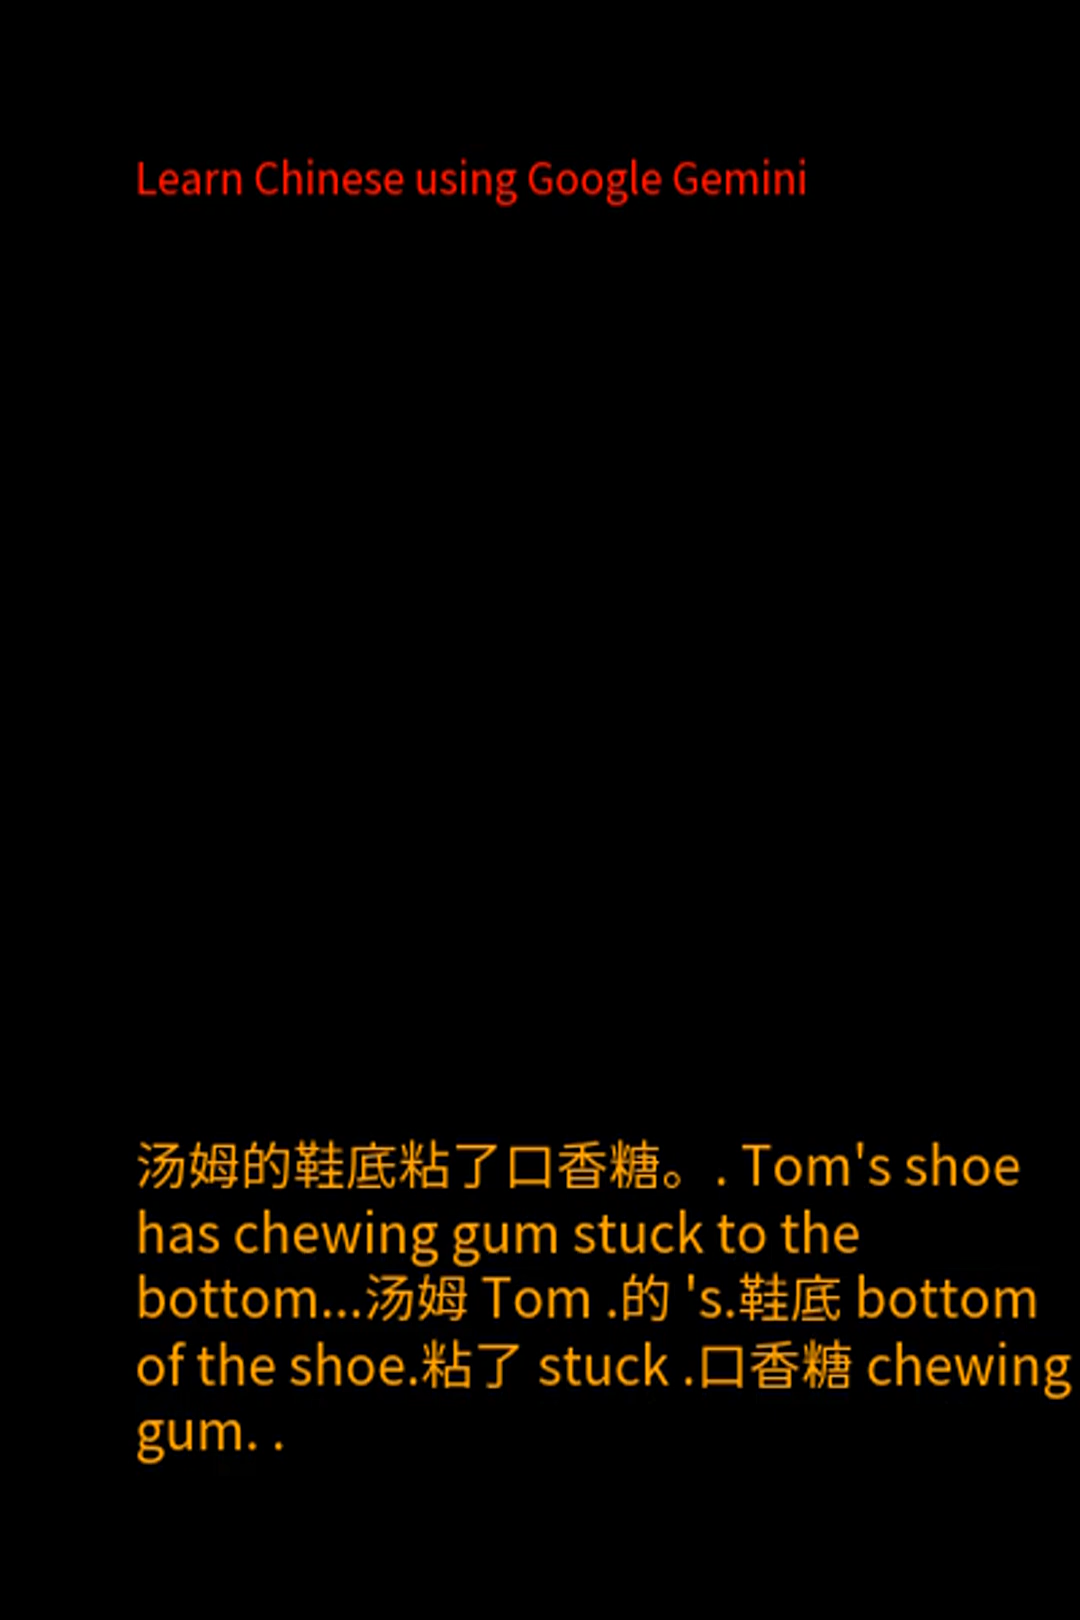 Learn Chinese using Google Gemini
汤姆的鞋底粘了口香糖。. Tom's shoe
has chewing gum stuck to the
bottom...汤姆 Tom .的 's.鞋底 bottom
of the shoe.粘了 stuck .口香糖 chewing
gum. .